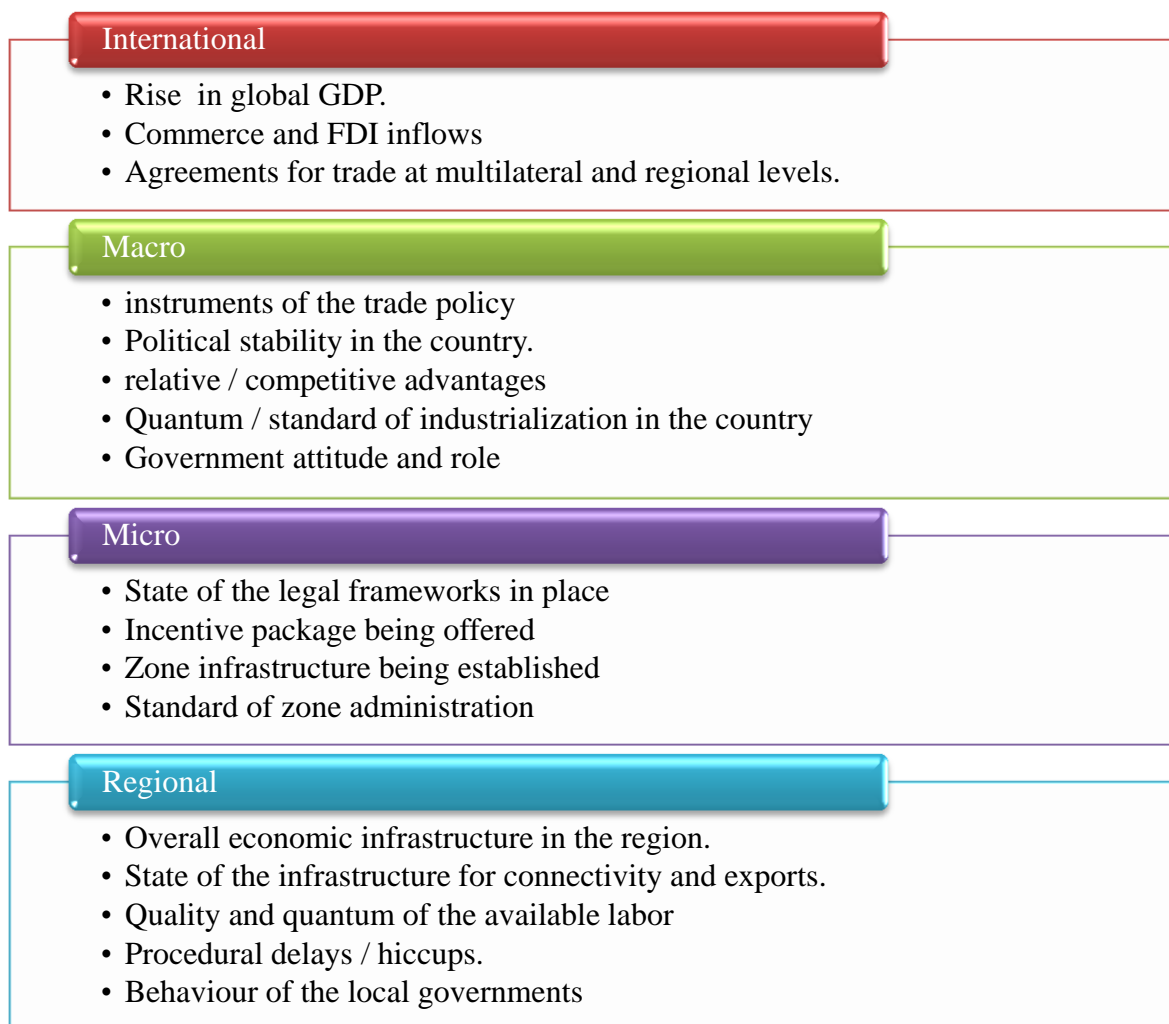 International
• Rise in global GDP.
• Commerce and FDI inflows
• Agreements for trade at multilateral and regional levels.
Macro
• instruments of the trade policy
• Political stability in the country.
• relative / competitive advantages
• Quantum / standard of industrialization in the country
• Government attitude and role
Micro
• State of the legal frameworks in place
• Incentive package being offered
• Zone infrastructure being established
• Standard of zone administration
Regional
• Overall economic infrastructure in the region.
• State of the infrastructure for connectivity and exports.
• Quality and quantum of the available labor
• Procedural delays / hiccups.
• Behaviour of the local governments